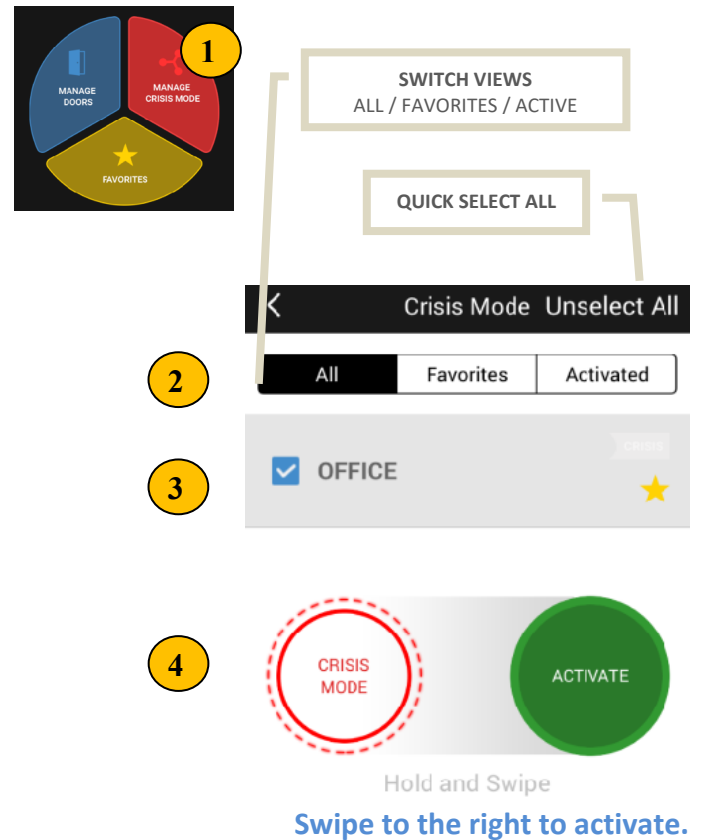 1
MANAGE
DOORS
MANAGE
CRISIS MODE
FAVORITES
SWITCH VIEWS
ALL / FAVORITES / ACTIVE
QUICK SELECT ALL
Crisis Mode Unselect All
2
All Favorites Activated
CRISIS
3
OFFICE
4
CRISIS
MODE
ACTIVATE
Hold and Swipe
Swipe to the right to activate.